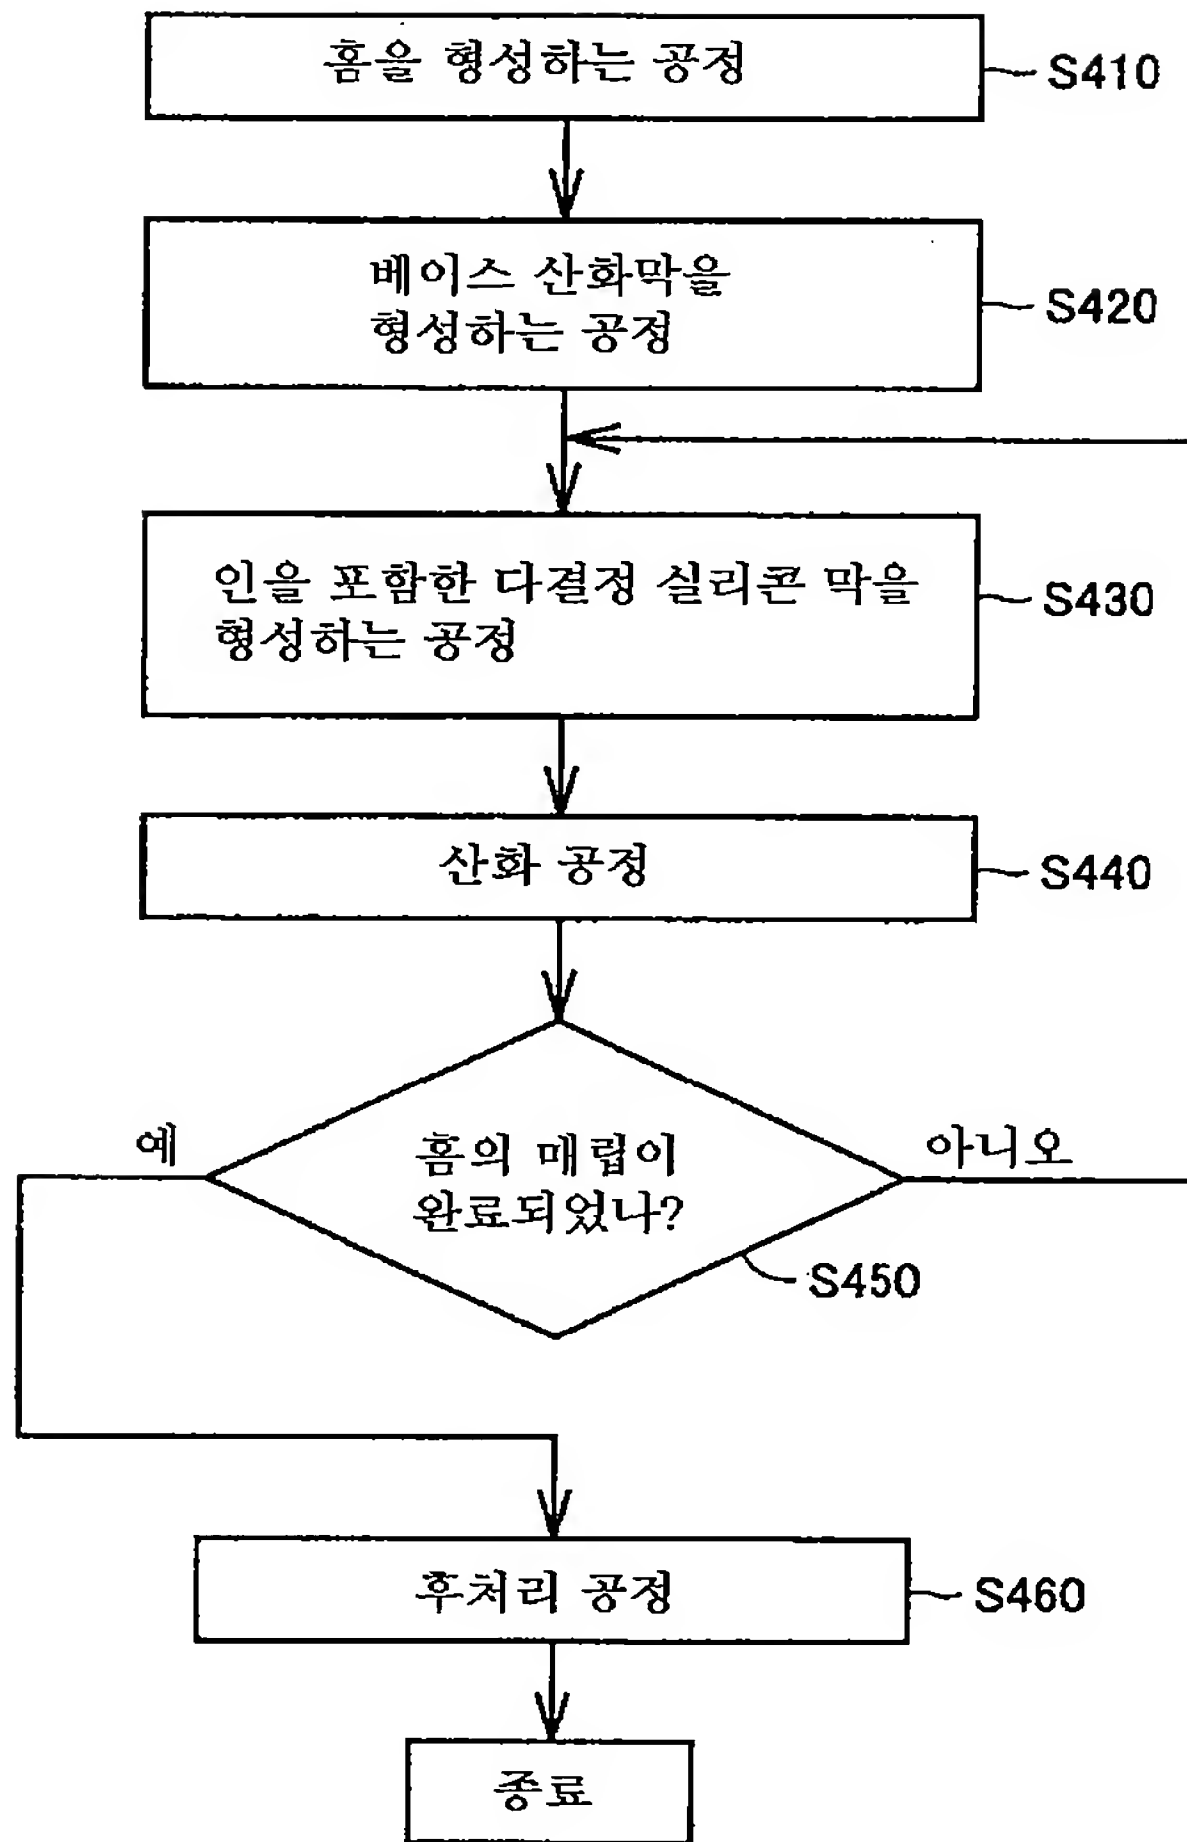 홈을 형성하는 공정
S410
베이스 산화막을
형성하는 공정
S420
인을 포함한 다결정 실리콘 막을
형성하는 공정
S430
산화 공정
S440
예
홈의 매립이
완료되었나?
아니오
S450
후처리 공정
S460
종료